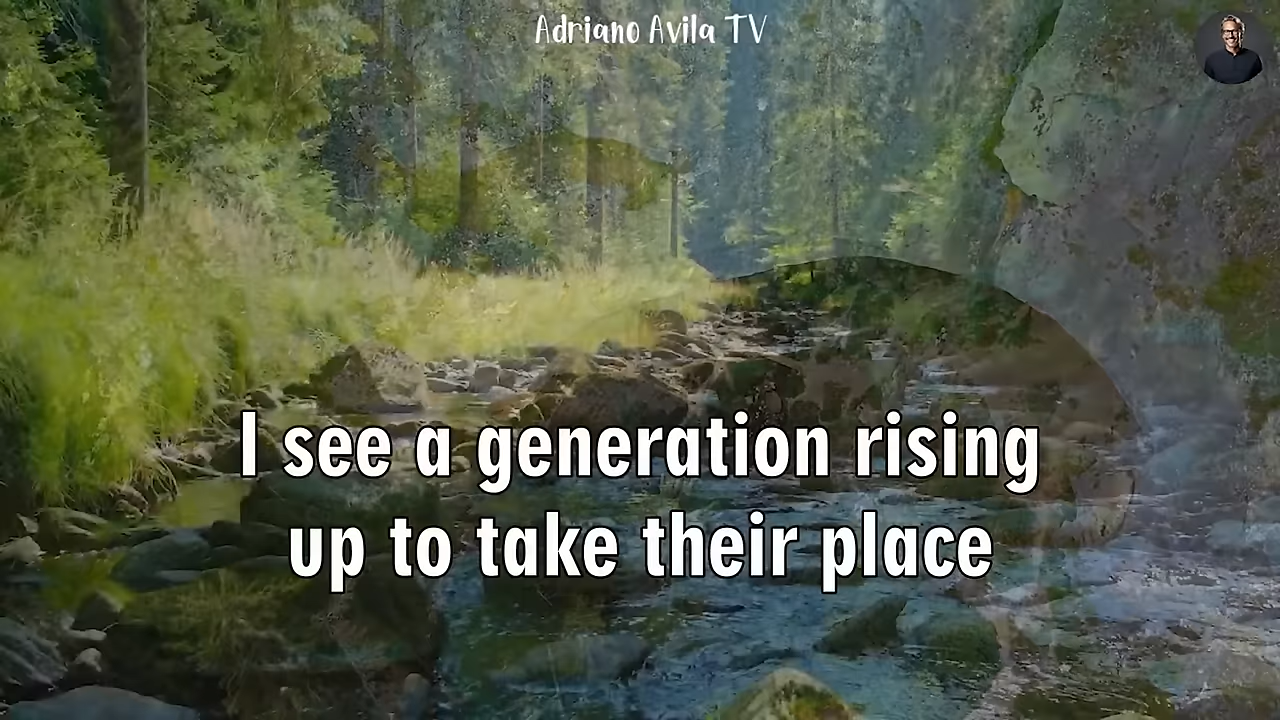 Adriano Avila TV
I see a generation rising
up to take their place